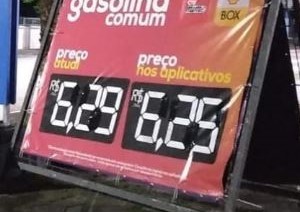 gasolina
comum
BOX
preço
atual
preço
nos aplicativos
R$
6,29
R$
6,25